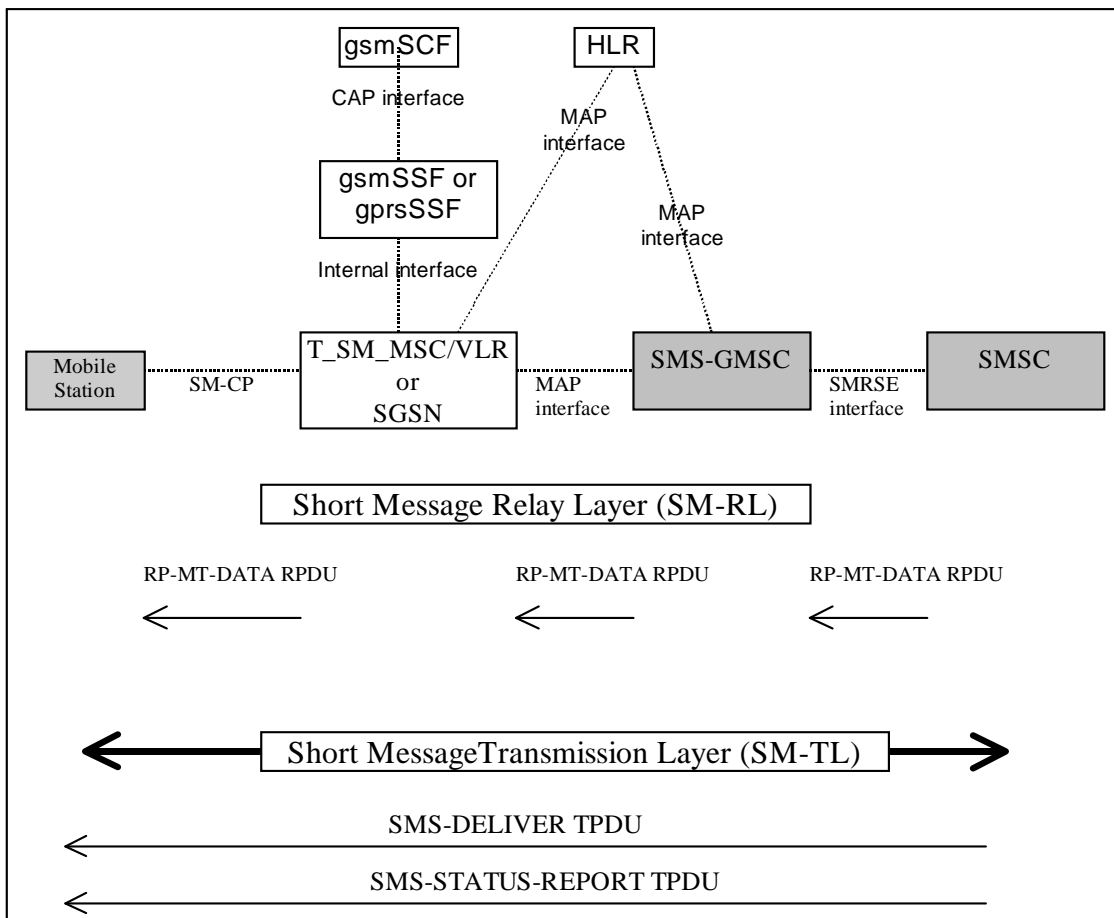 gsmSCF
HLR
CAP interface
MAP
interface
gsmSSF or
gprsSSF
MAP
interface
Internal interface
Mobile
Station
SM-CP
T_SM_MSC/VLR
or
SGSN
MAP
interface
SMS-GMSC
SMRSE
interface
SMSC
Short Message Relay Layer (SM-RL)
RP-MT-DATA RPDU
RP-MT-DATA RPDU
RP-MT-DATA RPDU
Short MessageTransmission Layer (SM-TL)
SMS-DELIVER TPDU
SMS-STATUS-REPORT TPDU